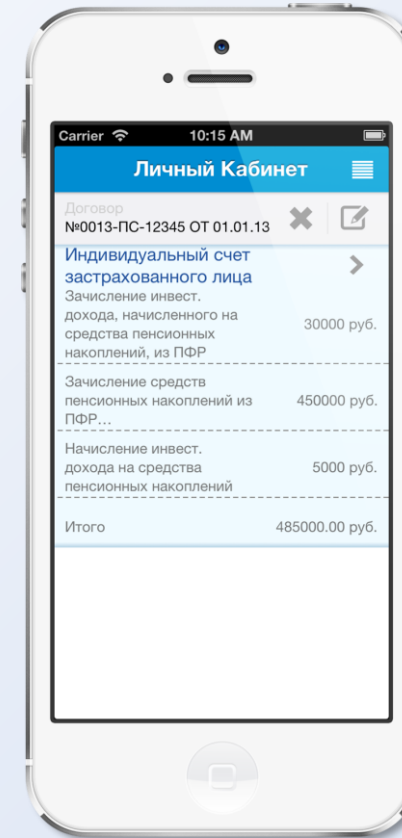 Carrier 10:15 AM
Личный Кабинет
Договор
№0013-ПС-12345 ОТ 01.01.13
Индивидуальный счет
застрахованного лица
Зачисление инвест.
дохода, начисленного на
средства пенсионных
накоплений, из ПФР
30000 руб.
Зачисление средств
пенсионных накоплений из
ПФР...
450000 руб.
Начисление инвест.
дохода на средства
пенсионных накоплений
5000 руб.
Итого 485000.00 руб.